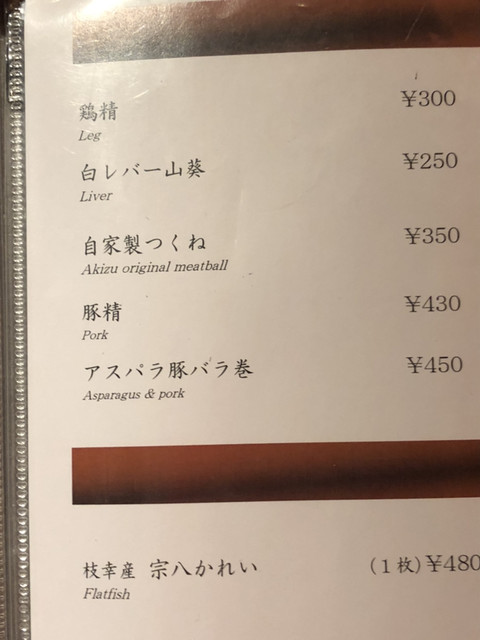 鶏精 ¥300
Leg
白レバー山葵 ¥250
Liver
自家製つくね ¥350
Akizu original meatball
豚精 ¥430
Pork
アスパラ豚バラ巻 ¥450
Asparagus & pork
枝幸産 宗八かれい (1枚)¥480
Flatfish